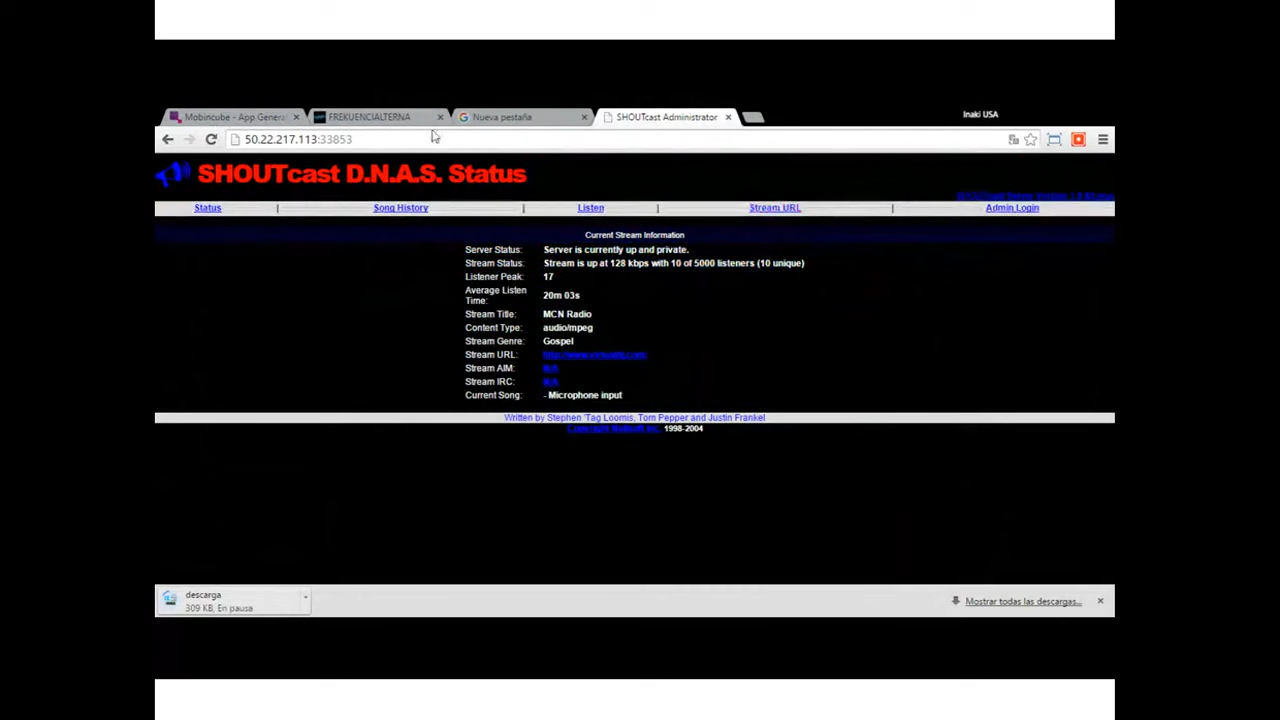 Mobincube - App Genera
FREKUENCIALTERNA
Nueva pestaña
SHOUTcast Administrator
Inaki USA
50.22.217.113:33853
SHOUTcast D.N.A.S. Status
Status | Song History | Listen | Stream URL | Admin Login
Current Stream Information
Server Status: Server is currently up and private.
Stream Status: Stream is up at 128 kbps with 10 of 5000 listeners (10 unique)
Listener Peak: 17
Average Listen
Time: 20m 03s
Stream Title: MCN Radio
Content Type: audio/mpeg
Stream Genre: Gospel
Stream URL:
Stream AIM: N/A
Stream IRC: N/A
Current Song: - Microphone input
Written by Stephen 'Tag Loomis, Tom Pepper and Justin Frankel
Copyright Nullsoft Inc. 1998-2004
descarga
309 KB, En pausa
Mostrar todas las descargas...